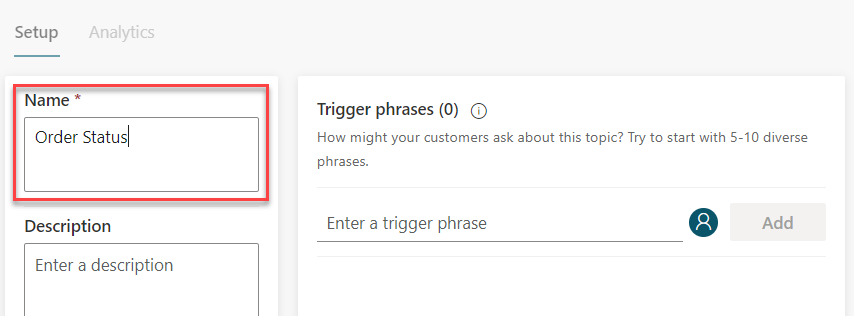 Setup
Analytics
Name *
Order Status
Description
Enter a description
Trigger phrases (0)
How might your customers ask about this topic? Try to start with 5-10 diverse
phrases.
Enter a trigger phrase
Add